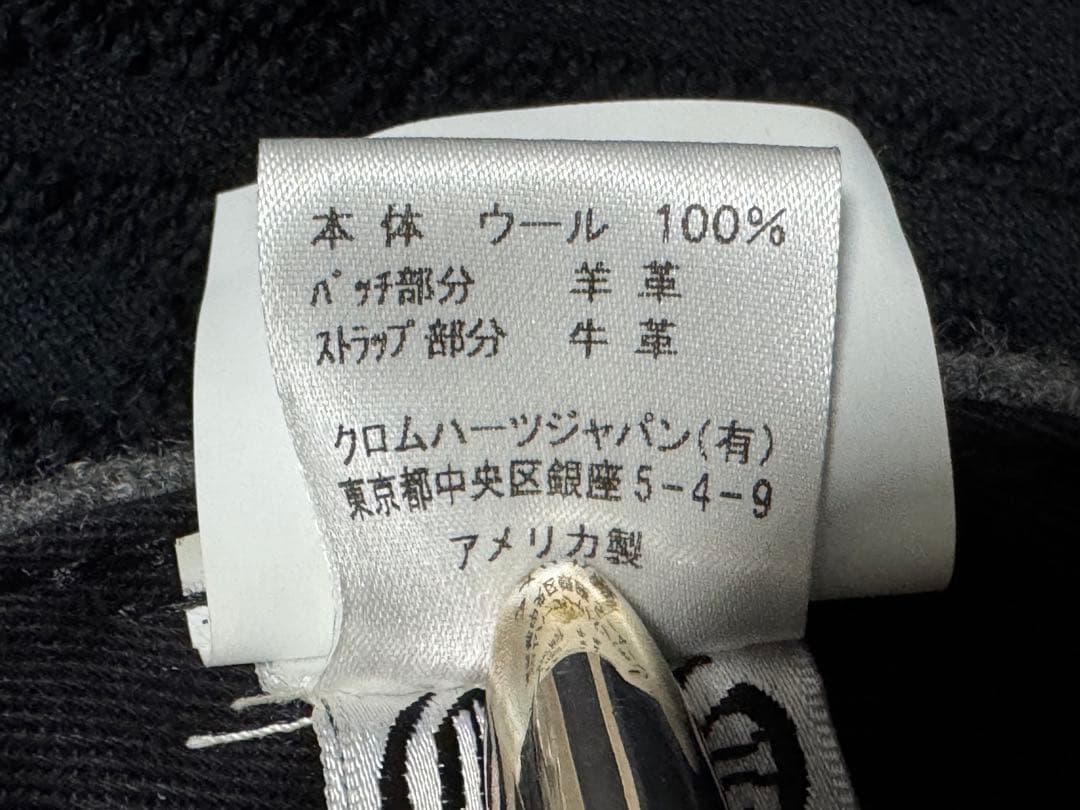 本体 ウール 100%
ﾊﾟｯﾁ部分 羊革
ｽﾄﾗｯﾌﾟ部分 牛革
クロムハーツジャパン(有)
東京都中央区銀座5-4-9
アメリカ製